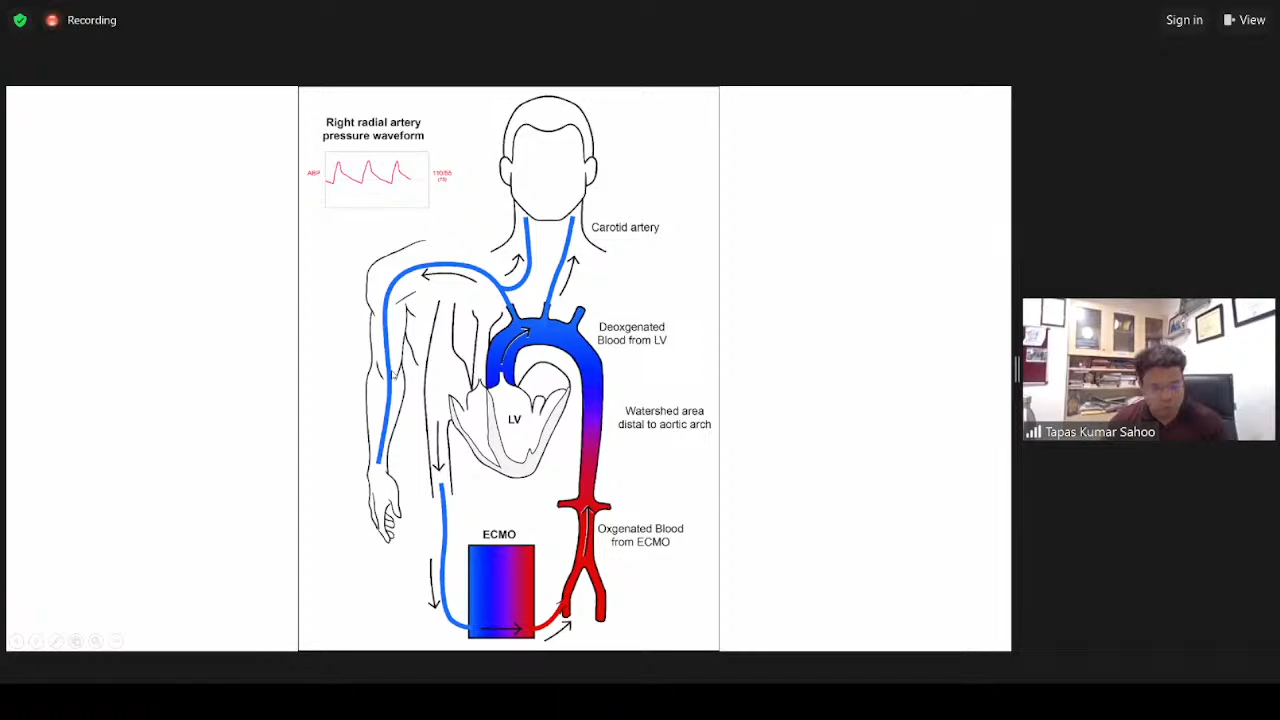 Recording
Sign in
View
Right radial artery
pressure waveform
ABP
Carotid artery
Deoxgenated
Blood from LV
LV
Watershed area
distal to aortic arch
ECMO
Oxgenated Blood
from ECMO
Tapas Kumar Sahoo